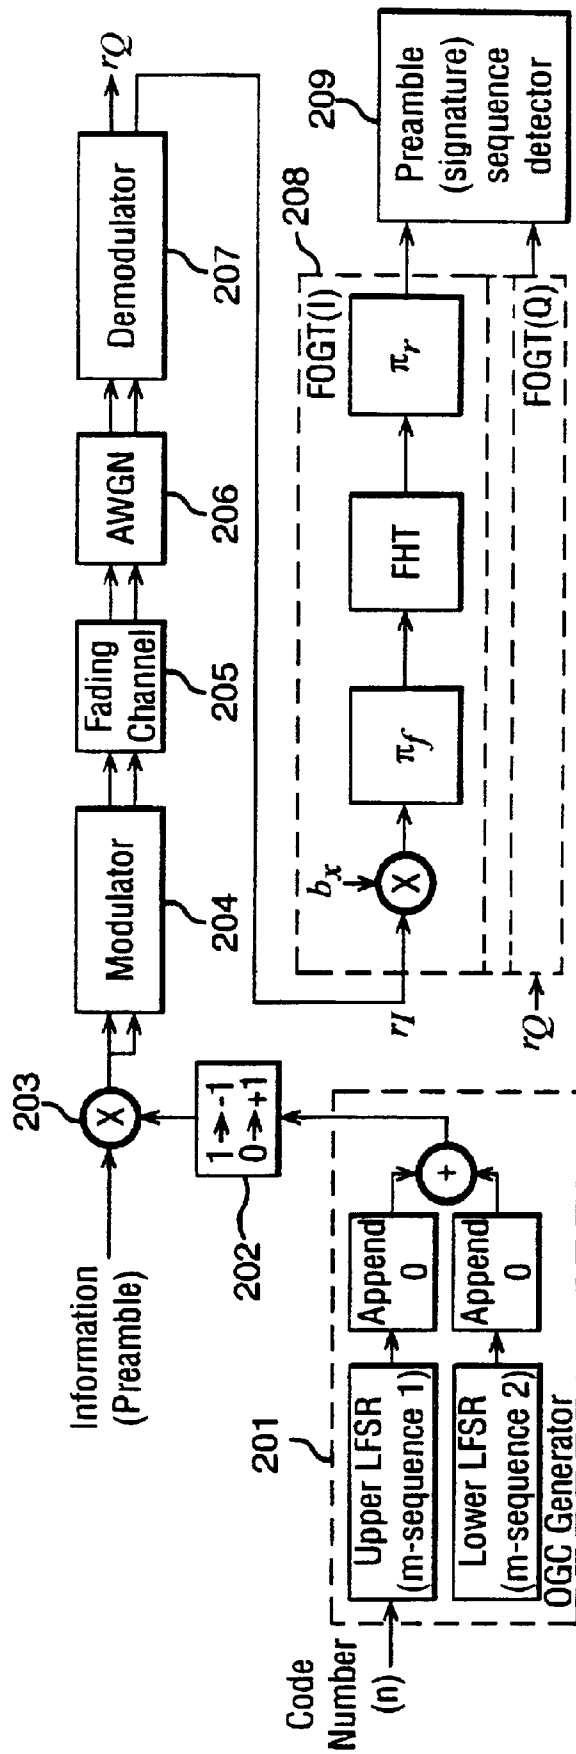 Information
(Preamble)
203
X
Modulator
204
Fading
Channel
205
AWGN
206
Demodulator
207
rQ
1→-1
0→+1
202
Code
Number
(n)
201
Upper LFSR
(m-sequence 1)
Append
0
Lower LFSR
(m-sequence 2)
Append
0
+
OGC Generator
rI
bx
X
πf
FHT
πr
FOGT(I)
208
rQ
FOGT(Q)
209
Preamble
(signature)
sequence
detector